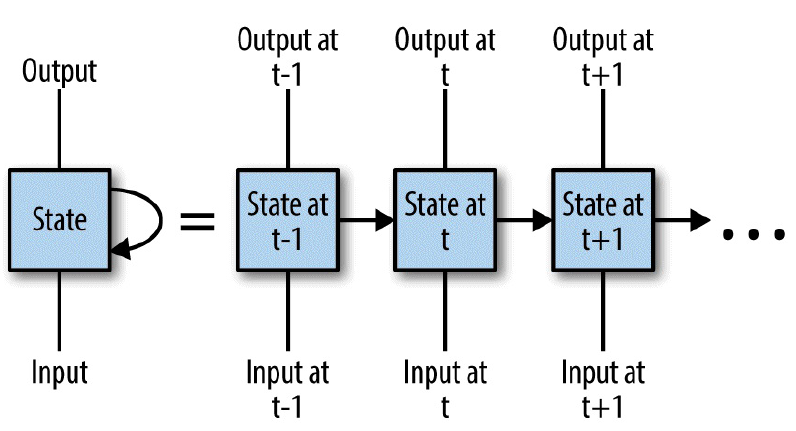 Output
Output at
t-1
Output at
t
Output at
t+1
State
=
State at
t-1
State at
t
State at
t+1
...
Input
Input at
t-1
Input at
t
Input at
t+1